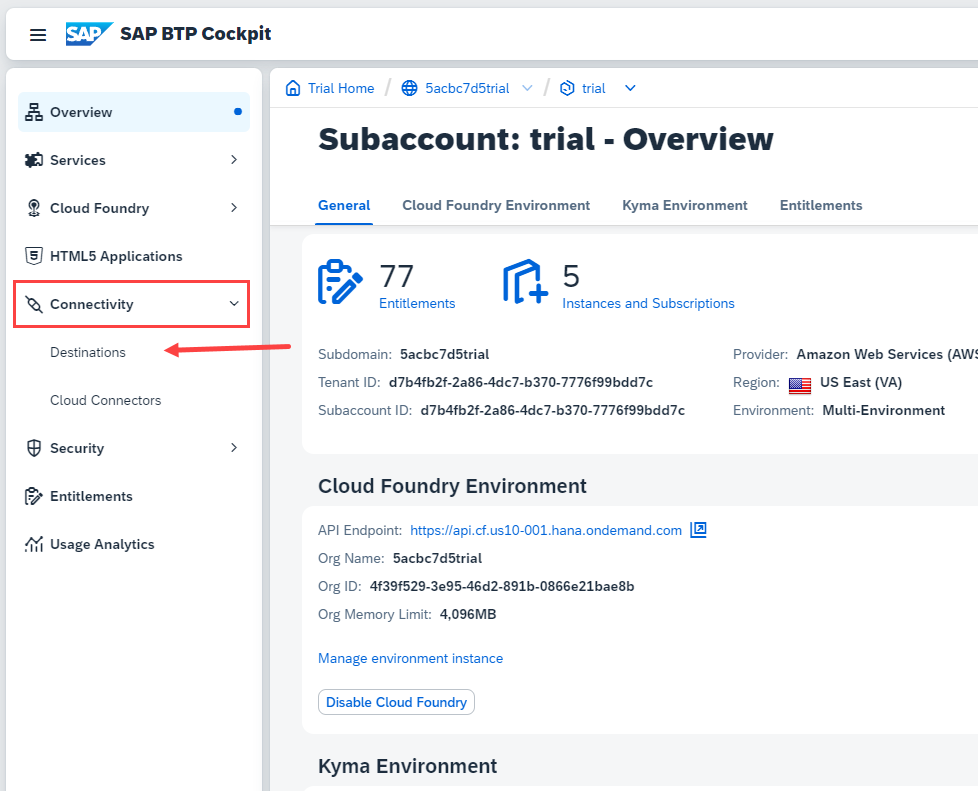 SAP SAP BTP Cockpit
Overview
Services
Cloud Foundry
HTML5 Applications
Connectivity
Destinations
Cloud Connectors
Security
Entitlements
Usage Analytics
Trial Home / 5acbc7d5trial / trial
Subaccount: trial - Overview
General Cloud Foundry Environment Kyma Environment Entitlements
77
Entitlements
5
Instances and Subscriptions
Subdomain: 5acbc7d5trial
Tenant ID: d7b4fb2f-2a86-4dc7-b370-7776f99bdd7c
Subaccount ID: d7b4fb2f-2a86-4dc7-b370-7776f99bdd7c
Provider: Amazon Web Services (AWS
Region: US East (VA)
Environment: Multi-Environment
Cloud Foundry Environment
API Endpoint: https://api.cf.us10-001.hana.ondemand.com
Org Name: 5acbc7d5trial
Org ID: 4f39f529-3e95-46d2-891b-0866e21bae8b
Org Memory Limit: 4,096MB
Manage environment instance
Disable Cloud Foundry
Kyma Environment